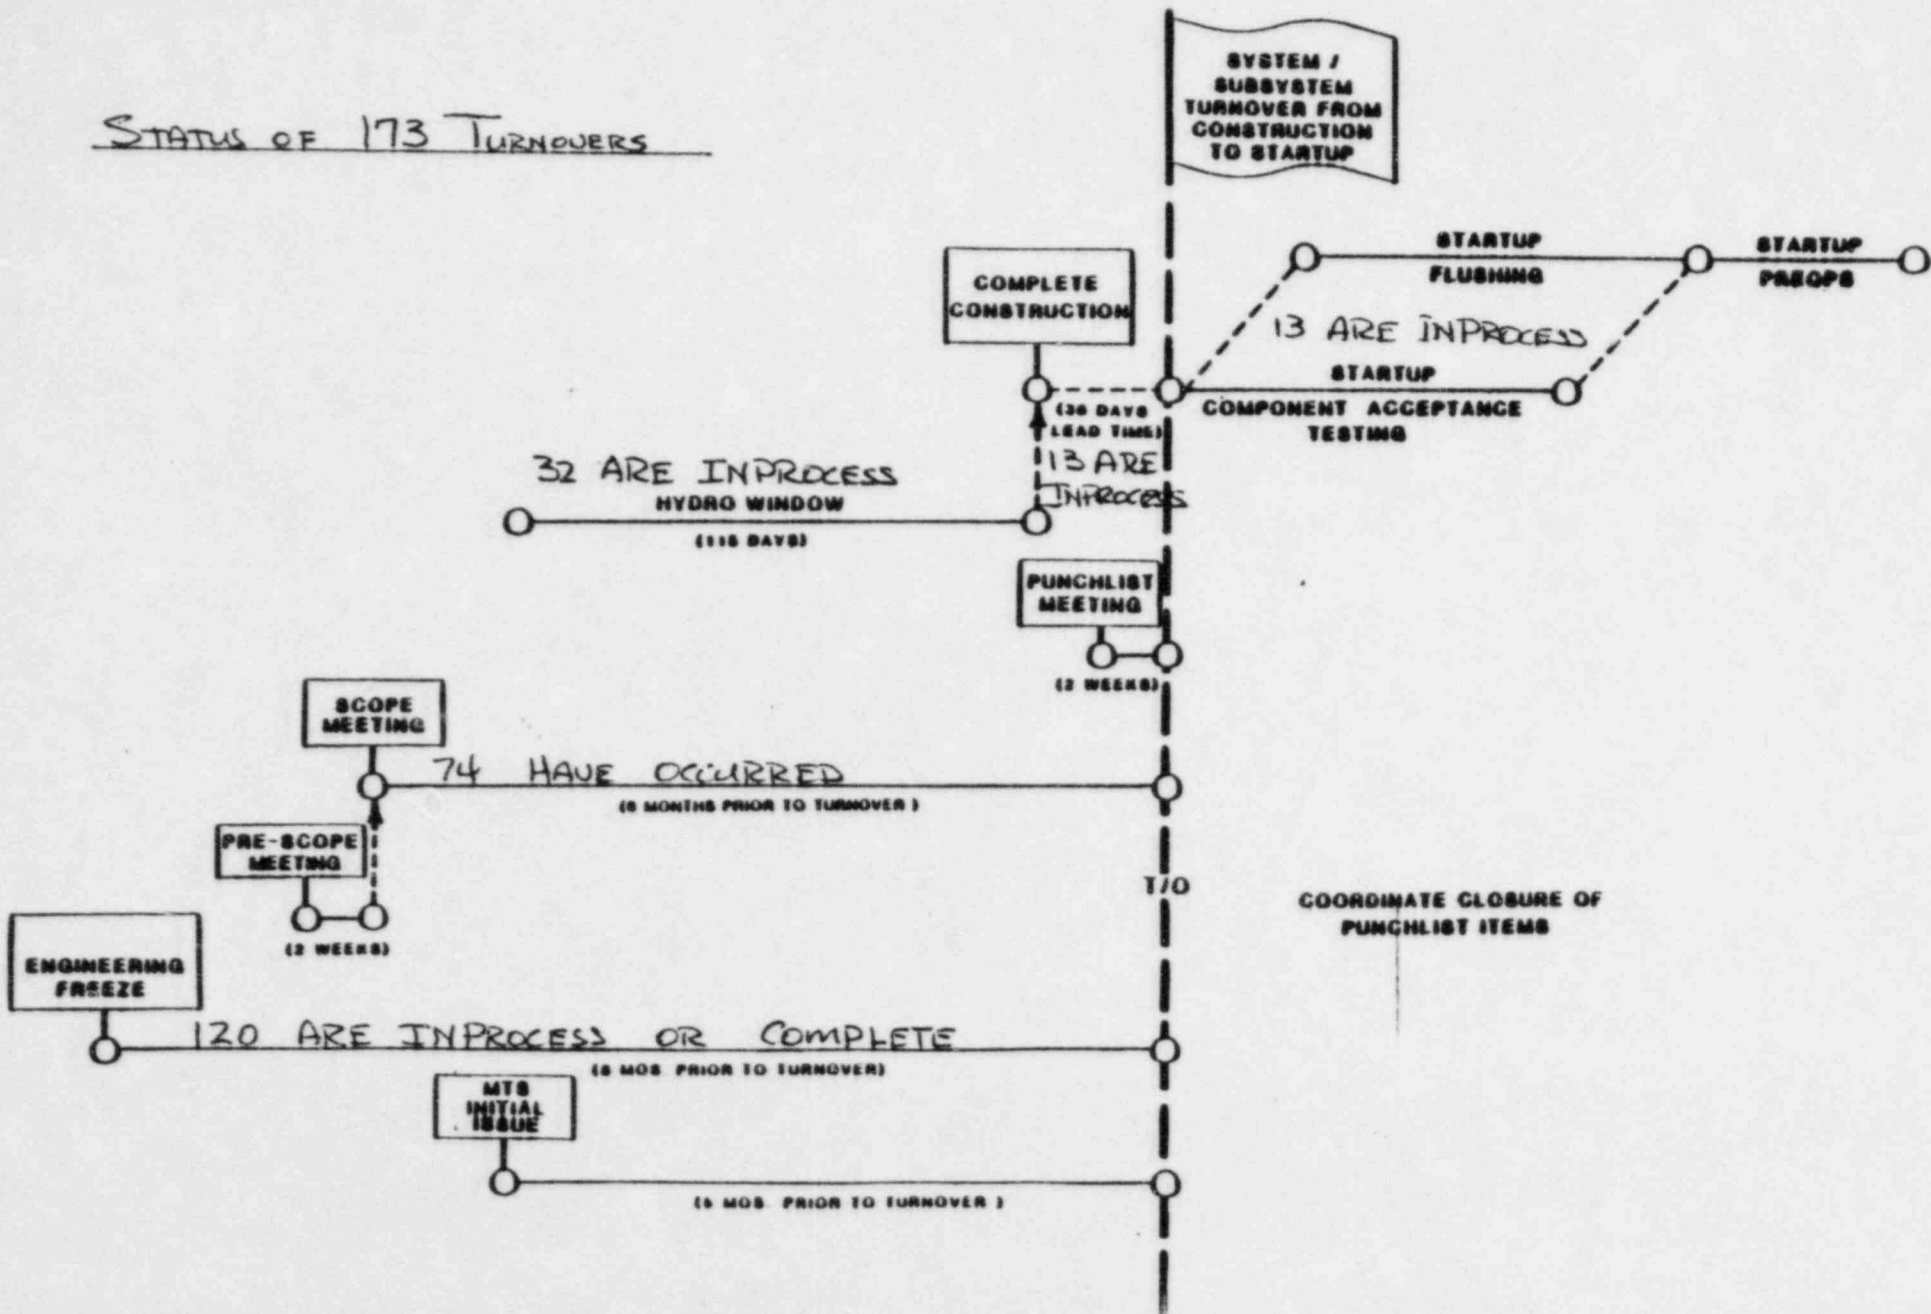 STATUS OF 173 TURNOVERS
SYSTEM /
SUBSYSTEM
TURNOVER FROM
CONSTRUCTION
TO STARTUP
STARTUP
FLUSHING
STARTUP
PREOPS
COMPLETE
CONSTRUCTION
13 ARE INPROCESS
STARTUP
COMPONENT ACCEPTANCE
TESTING
DAYS
LEAD TIME)
13 ARE
INPROCESS
32 ARE INPROCESS
HYDRO WINDOW
DAYS)
PUNCHLIST
MEETING
(2 WEEKS)
SCOPE
MEETING
74 HAVE OCCURRED
(6 MONTHS PRIOR TO TURNOVER )
PRE-SCOPE
MEETING
(2 WEEKS)
T/O
COORDINATE CLOSURE OF
PUNCHLIST ITEMS
ENGINEERING
FREEZE
120 ARE INPROCESS OR COMPLETE
(8 MOS. PRIOR TO TURNOVER)
MTS
INITIAL
ISSUE
(5 MOS. PRIOR TO TURNOVER )